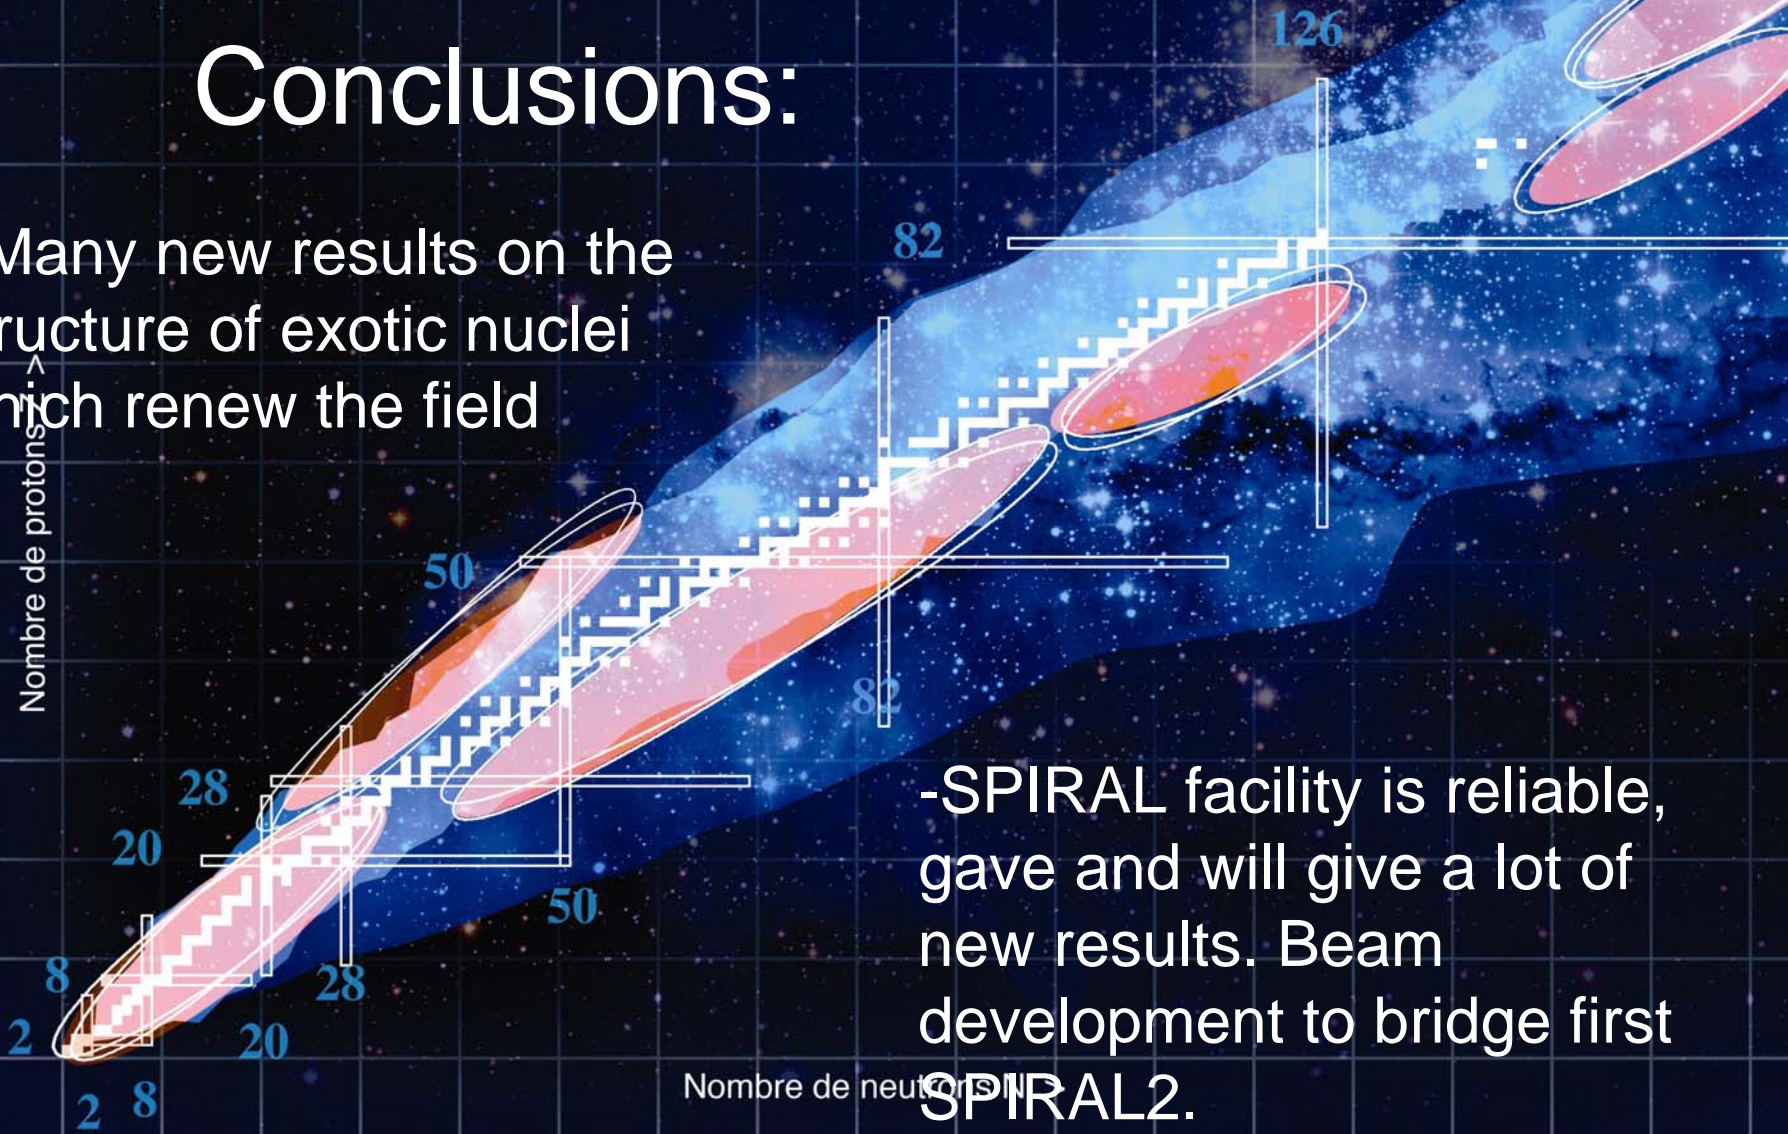 Conclusions:
Many new results on the
ructure of exotic nuclei
hich renew the field
Nombre de protons Z >
126
82
50
82
28
20
50
8
28
2
20
2
8
-SPIRAL facility is reliable,
gave and will give a lot of
new results. Beam
development to bridge first
SPIRAL2.
Nombre de neutrons N >